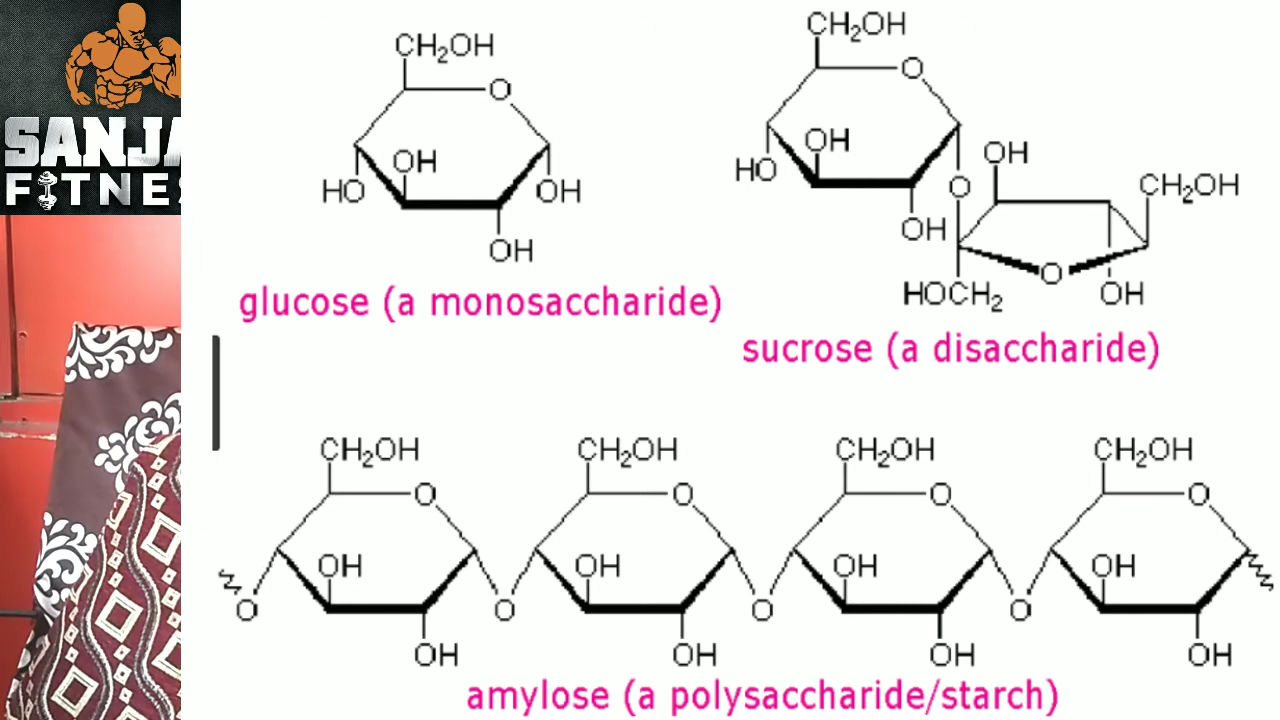 SANJA
FITNES
CH₂OH
O
OH
HO
OH
OH
glucose (a monosaccharide)
CH₂OH
O
OH
HO
OH
O
OH
CH₂OH
O
HOCH₂
OH
sucrose (a disaccharide)
CH₂OH
CH₂OH
CH₂OH
CH₂OH
O
O
O
O
OH
OH
OH
OH
O
O
O
O
OH
OH
OH
OH
amylose (a polysaccharide/starch)